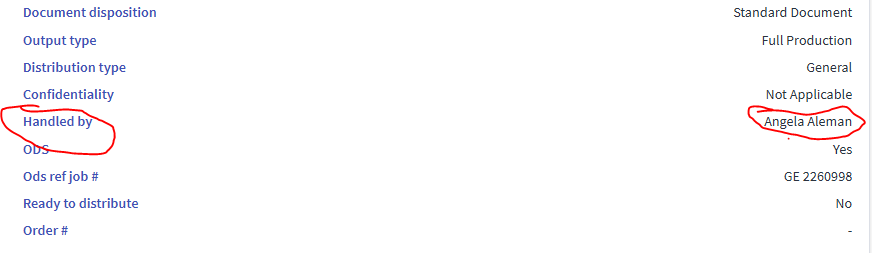 Document disposition Standard Document
Output type Full Production
Distribution type General
Confidentiality Not Applicable
Handled by Angela Aleman
ODS Yes
Ods ref job # GE 2260998
Ready to distribute No
Order # -